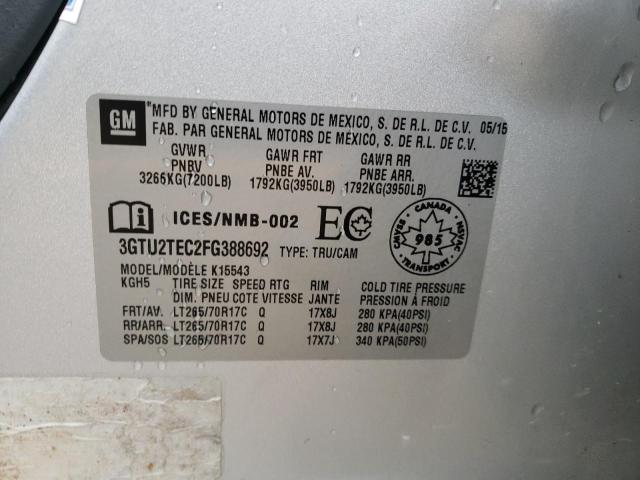 GM
"MFD BY GENERAL MOTORS DE MEXICO, S. DE R.L. DE C.V. 05/15
FAB. PAR GENERAL MOTORS DE MÉXICO, S. DE R.L. DE C.V.
GVWR GAWR FRT GAWR RR
PNBV PNBE AV. PNBE ARR.
3266KG(7200LB) 1792KG(3950LB) 1792KG(3950LB)
ICES/NMB-002 EC
CANADA
CMVSS NSVAC
985
TRANSPORT
3GTU2TEC2FG388692 TYPE: TRU/CAM
MODEL/MODÈLE K15543
KGH5 TIRE SIZE SPEED RTG RIM COLD TIRE PRESSURE
DIM. PNEU COTE VITESSE JANTE PRESSION À FROID
FRT/AV. LT265/70R17C Q 17X8J 280 KPA(40PSI)
RR/ARR. LT265/70R17C Q 17X8J 280 KPA(40PSI)
SPA/SOS LT265/70R17C Q 17X7J 340 KPA(50PSI)